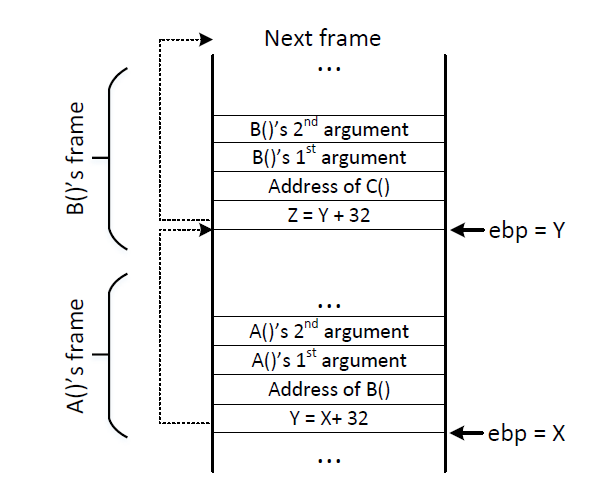 Next frame
...
B()'s 2nd argument
B()'s 1st argument
Address of C()
Z = Y + 32
ebp = Y
B()'s frame
...
A()'s 2nd argument
A()'s 1st argument
Address of B()
Y = X+ 32
ebp = X
A()'s frame
...